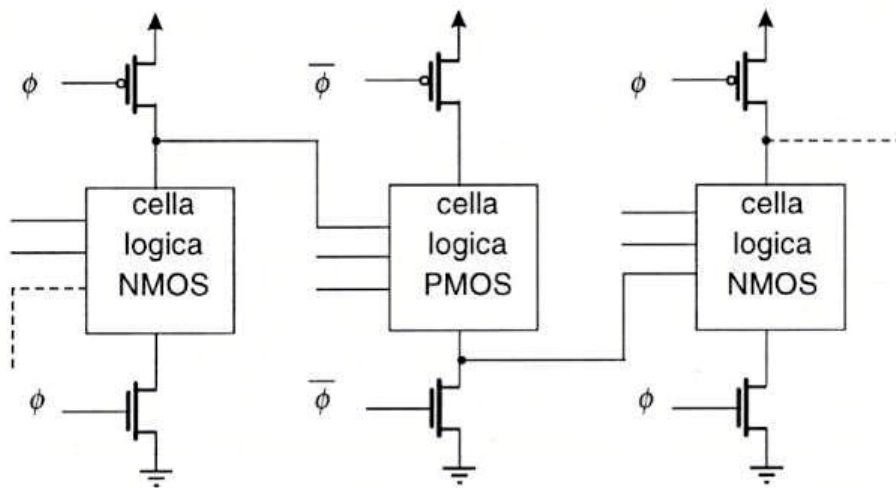 ϕ
ϕ̅
ϕ
cella
logica
NMOS
cella
logica
PMOS
cella
logica
NMOS
ϕ
ϕ̅
ϕ